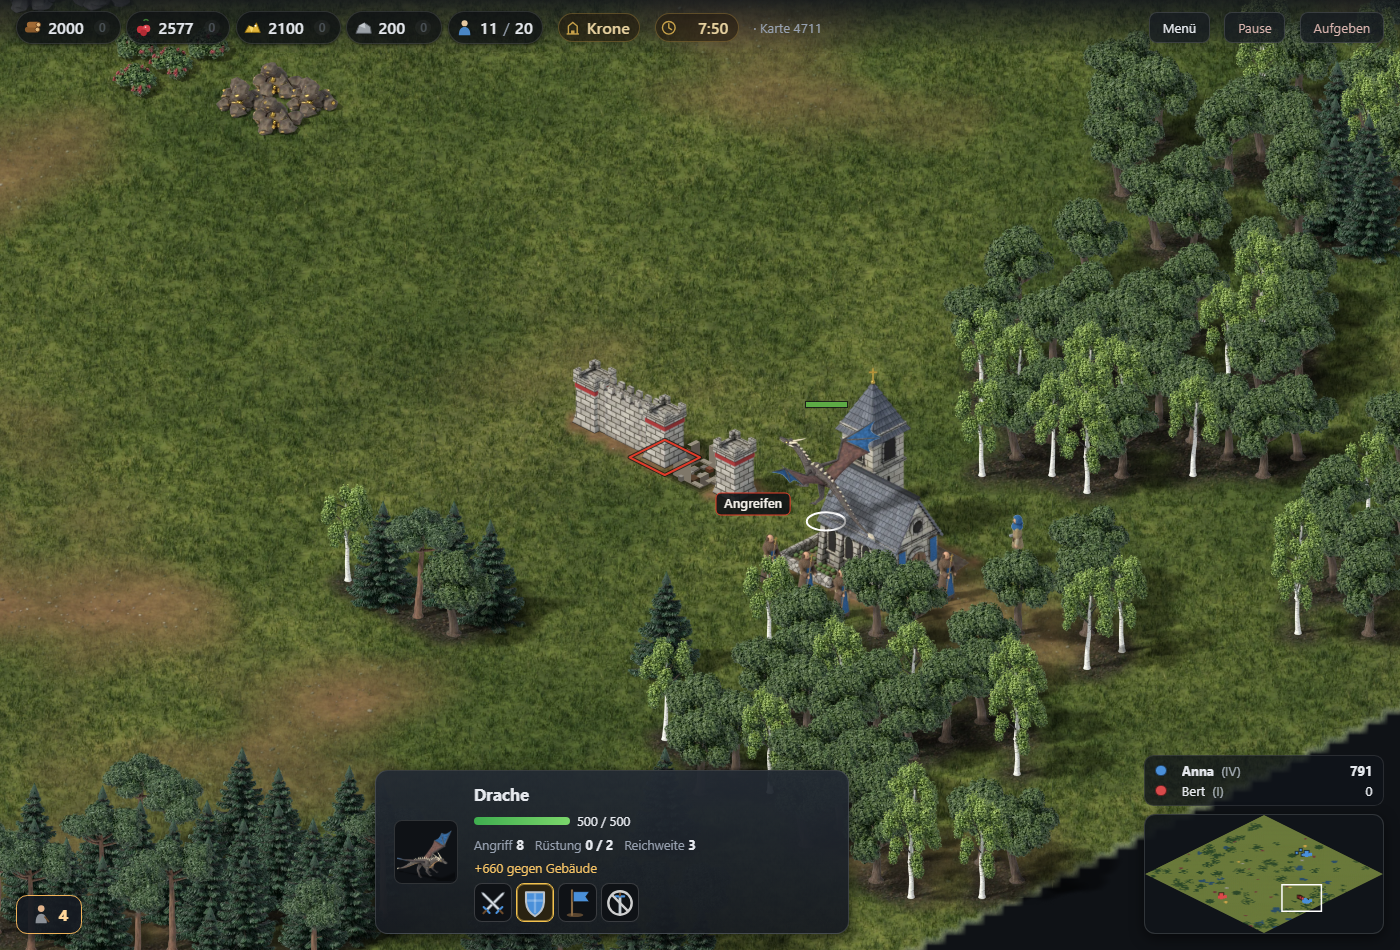 2000 0
2577 0
2100 0
200 0
11 / 20
Krone
7:50
· Karte 4711
Menü
Pause
Aufgeben
Angreifen
Drache
500 / 500
Angriff 8 Rüstung 0 / 2 Reichweite 3
+660 gegen Gebäude
4
Anna (IV) 791
Bert (I) 0